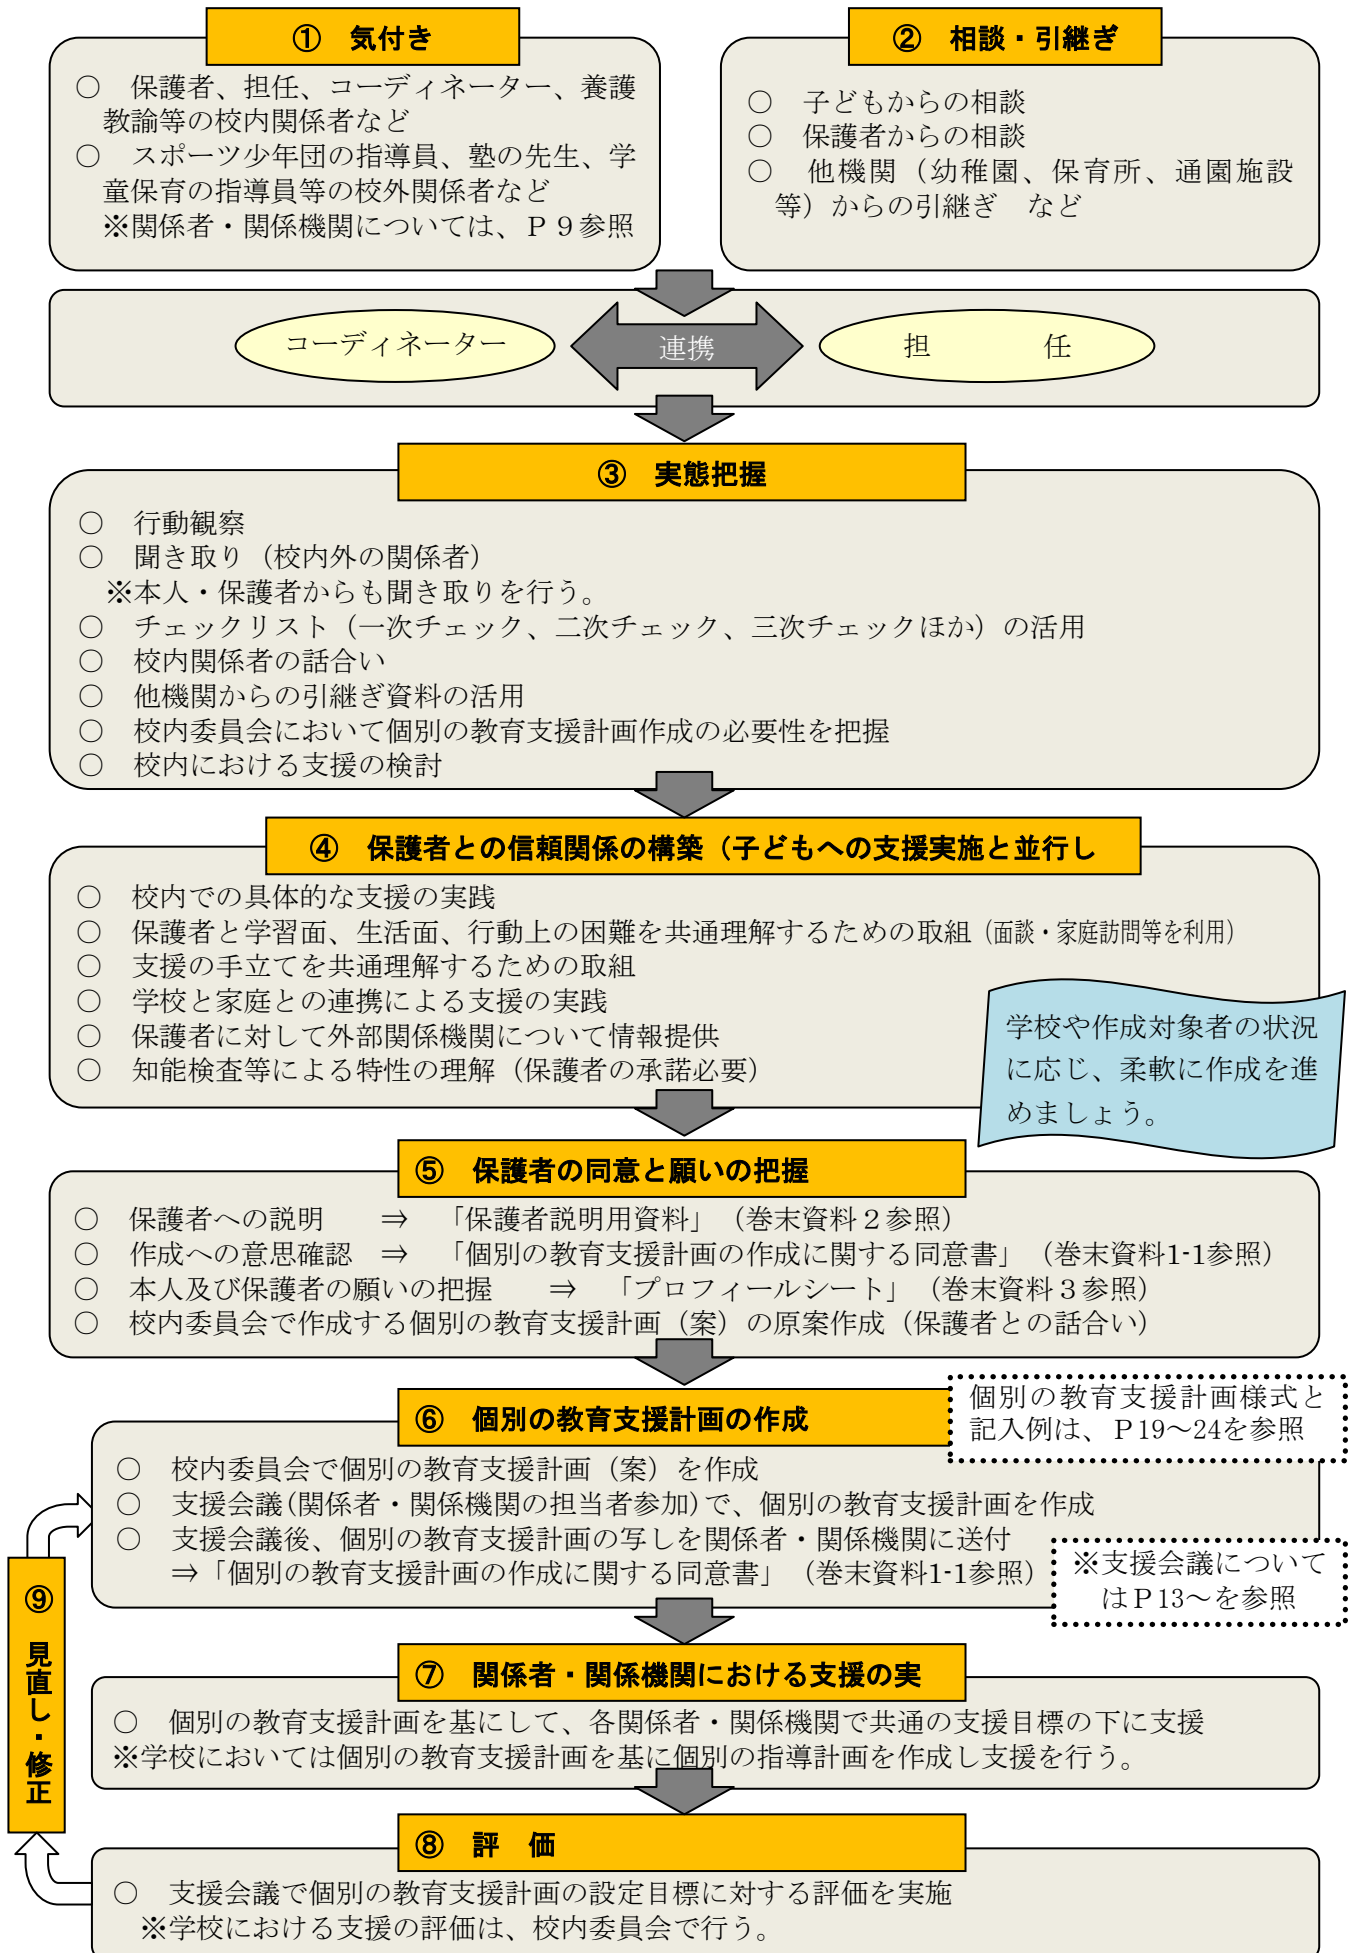 ① 気付き
○ 保護者、担任、コーディネーター、養護
教諭等の校内関係者など
○ スポーツ少年団の指導員、塾の先生、学
童保育の指導員等の校外関係者など
※関係者・関係機関については、Ｐ９参照
② 相談・引継ぎ
○ 子どもからの相談
○ 保護者からの相談
○ 他機関（幼稚園、保育所、通園施設
等）からの引継ぎ など
コーディネーター
連携
担 任
③ 実態把握
○ 行動観察
○ 聞き取り（校内外の関係者）
※本人・保護者からも聞き取りを行う。
○ チェックリスト（一次チェック、二次チェック、三次チェックほか）の活用
○ 校内関係者の話合い
○ 他機関からの引継ぎ資料の活用
○ 校内委員会において個別の教育支援計画作成の必要性を把握
○ 校内における支援の検討
④ 保護者との信頼関係の構築（子どもへの支援実施と並行し
○ 校内での具体的な支援の実践
○ 保護者と学習面、生活面、行動上の困難を共通理解するための取組（面談・家庭訪問等を利用）
○ 支援の手立てを共通理解するための取組
○ 学校と家庭との連携による支援の実践
○ 保護者に対して外部関係機関について情報提供
○ 知能検査等による特性の理解（保護者の承諾必要）
学校や作成対象者の状況
に応じ、柔軟に作成を進
めましょう。
⑤ 保護者の同意と願いの把握
○ 保護者への説明 ⇒ 「保護者説明用資料」（巻末資料２参照）
○ 作成への意思確認 ⇒ 「個別の教育支援計画の作成に関する同意書」（巻末資料1-1参照）
○ 本人及び保護者の願いの把握 ⇒ 「プロフィールシート」（巻末資料３参照）
○ 校内委員会で作成する個別の教育支援計画（案）の原案作成（保護者との話合い）
⑥ 個別の教育支援計画の作成
個別の教育支援計画様式と
記入例は、Ｐ19～24を参照
○ 校内委員会で個別の教育支援計画（案）を作成
○ 支援会議(関係者・関係機関の担当者参加)で、個別の教育支援計画を作成
○ 支援会議後、個別の教育支援計画の写しを関係者・関係機関に送付
⇒「個別の教育支援計画の作成に関する同意書」（巻末資料1-1参照）
※支援会議について
はＰ13～を参照
⑦ 関係者・関係機関における支援の実
○ 個別の教育支援計画を基にして、各関係者・関係機関で共通の支援目標の下に支援
※学校においては個別の教育支援計画を基に個別の指導計画を作成し支援を行う。
⑧ 評 価
○ 支援会議で個別の教育支援計画の設定目標に対する評価を実施
※学校における支援の評価は、校内委員会で行う。
⑨ 見直し・修正